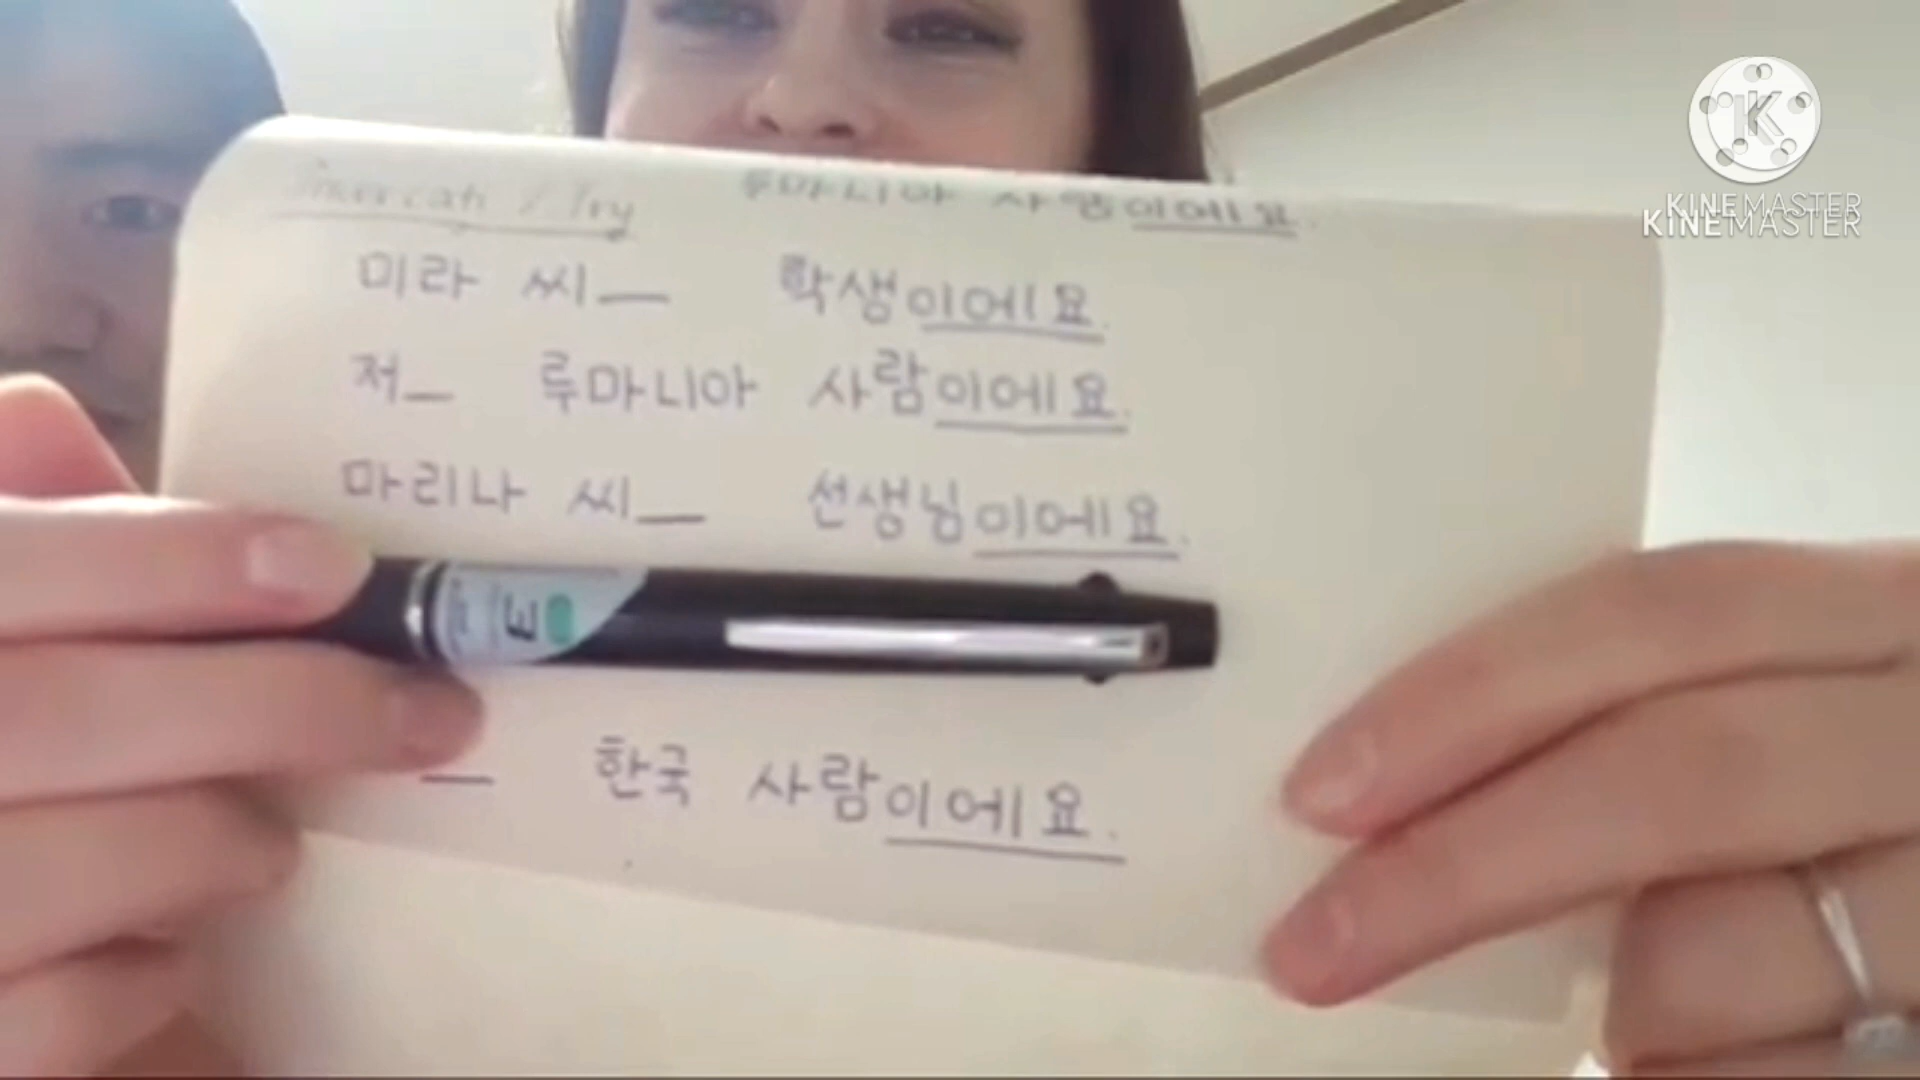 루마니아 사람이에요.
미라 씨__ 학생이에요.
저__ 루마니아 사람이에요.
마리나 씨__ 선생님이에요.
3
__ 한국 사람이에요.
K
KINEMASTER
KINEMASTER